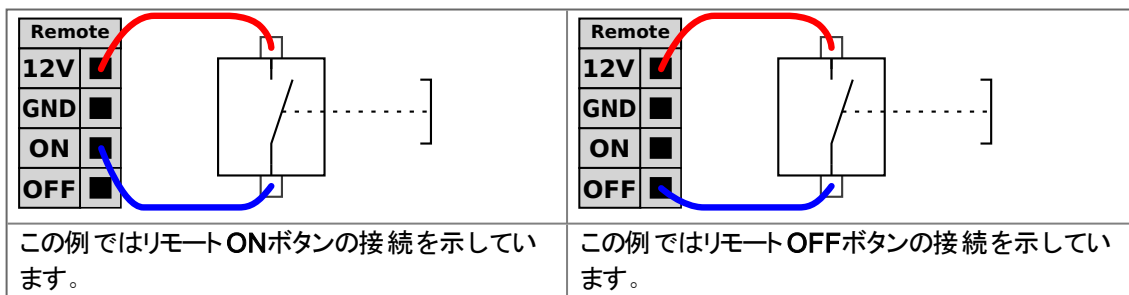 Remote
12V
GND
ON
OFF
この例ではリモートONボタンの接続を示してい
ます。
Remote
12V
GND
ON
OFF
この例ではリモートOFFボタンの接続を示してい
ます。